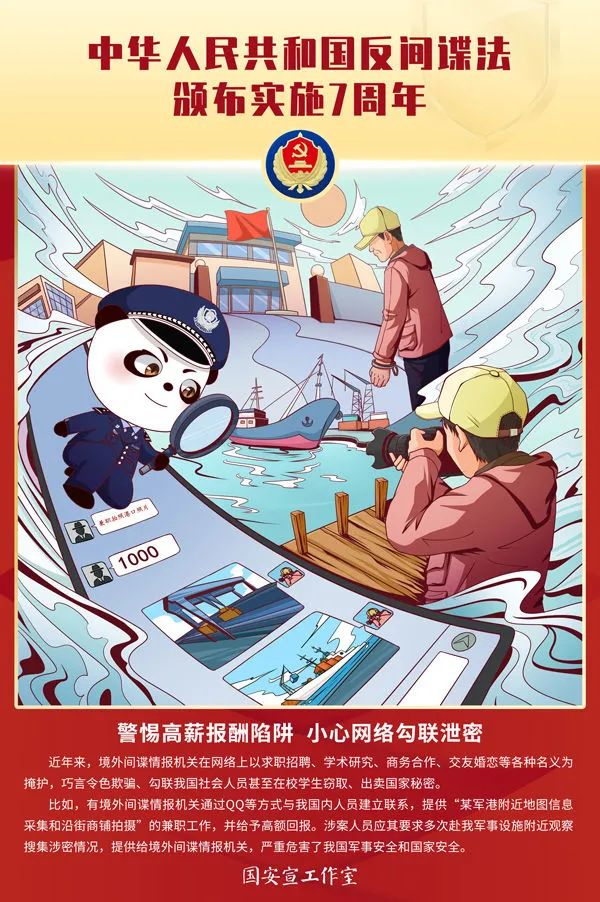 中华人民共和国反间谍法
颁布实施7周年
兼职拍照港口照片
1000
警惕高薪报酬陷阱 小心网络勾联泄密
近年来，境外间谍情报机关在网络上以求职招聘、学术研究、商务合作、交友婚恋等各种名义为
掩护，巧言令色欺骗、勾联我国社会人员甚至在校学生窃取、出卖国家秘密。
比如，有境外间谍情报机关通过QQ等方式与我国内人员建立联系，提供“某军港附近地图信息
采集和沿街商铺拍摄”的兼职工作，并给予高额回报。涉案人员应其要求多次赴我军事设施附近观察
搜集涉密情况，提供给境外间谍情报机关，严重危害了我国军事安全和国家安全。
国安宣工作室